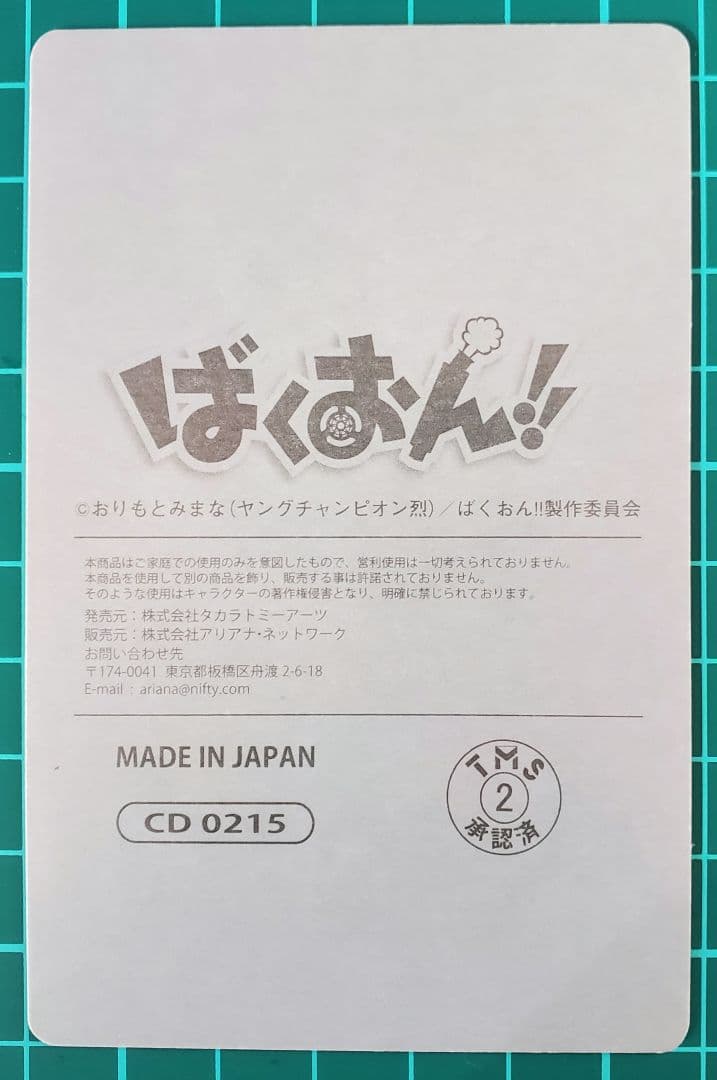 ばくおん!!
©おりもとみまな(ヤングチャンピオン烈)/ばくおん!!製作委員会
本商品はご家庭での使用のみを意図したもので、営利使用は一切考えられておりません。
本商品を使用して別の商品を飾り、販売する事は許諾されておりません。
そのような使用はキャラクターの著作権侵害となり、明確に禁じられております。
発売元:株式会社タカラトミーアーツ
販売元:株式会社アリアナ・ネットワーク
お問い合わせ先
〒174-0041 東京都板橋区舟渡 2-6-18
E-mail : ariana@nifty.com
MADE IN JAPAN
CD 0215
TMS
2
承認済